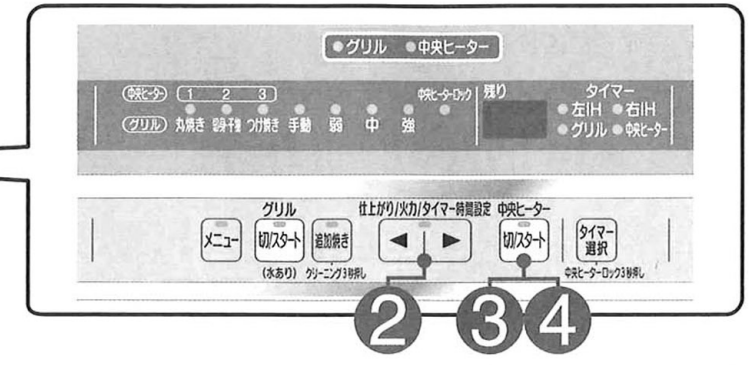 グリル 中央ヒーター
中央ヒーター 1 2 3 中央ヒーターロック
グリル 丸焼き 切身・干物 つけ焼き 手動 弱 中 強
残り タイマー
左IH 右IH
グリル 中央ヒーター
グリル 仕上がり/火力/タイマー時間設定 中央ヒーター
メニュー 切/スタート 追加焼き ◀ ▶ 切/スタート タイマー選択
(水あり) クリーニング3秒押し 中央ヒーターロック3秒押し
2 3 4